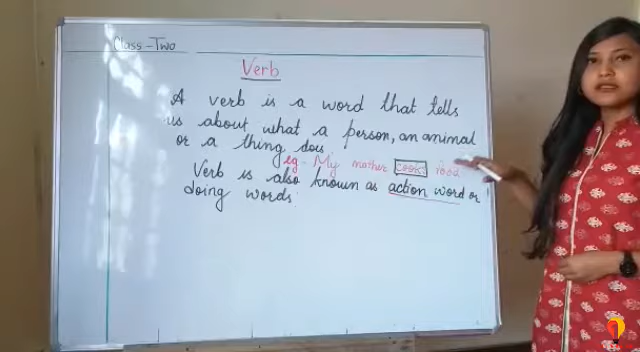 Class-Two
Verb
A verb is a word that tells
us about what a person, an animal
or a thing does
eg. My mother cooks food.
Verb is also known as action word or
doing words.